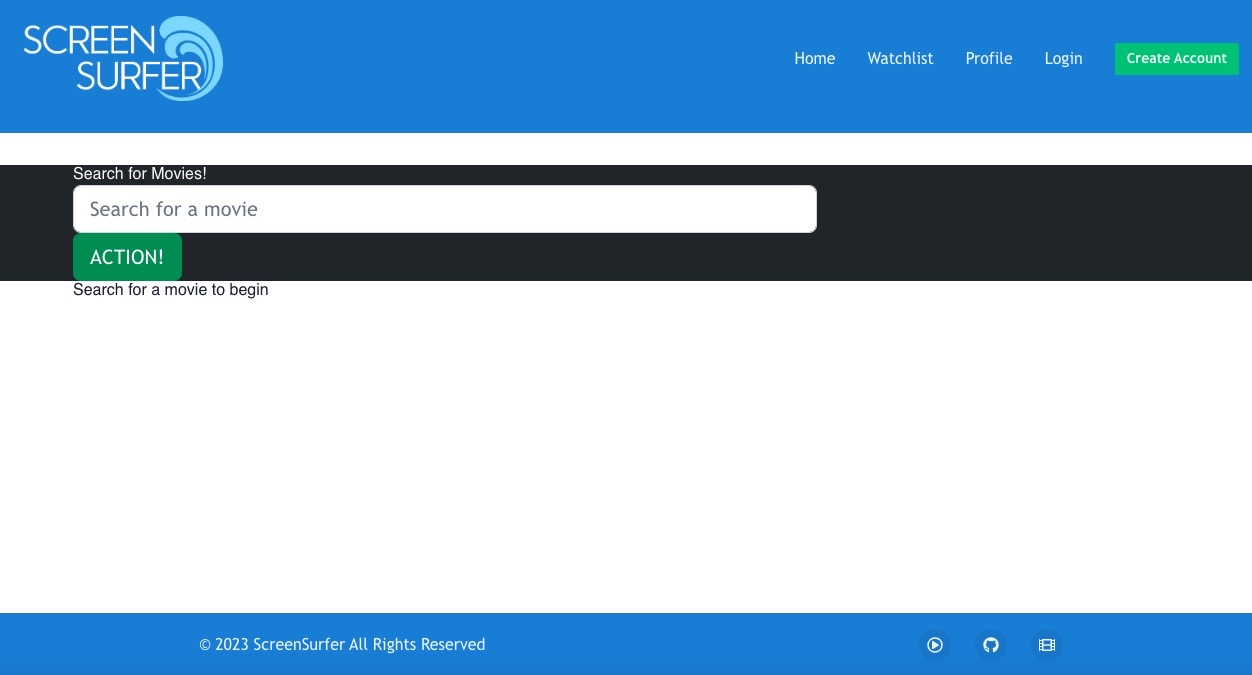 SCREEN
SURFER
Home Watchlist Profile Login Create Account
Search for Movies!
Search for a movie
ACTION!
Search for a movie to begin
© 2023 ScreenSurfer All Rights Reserved